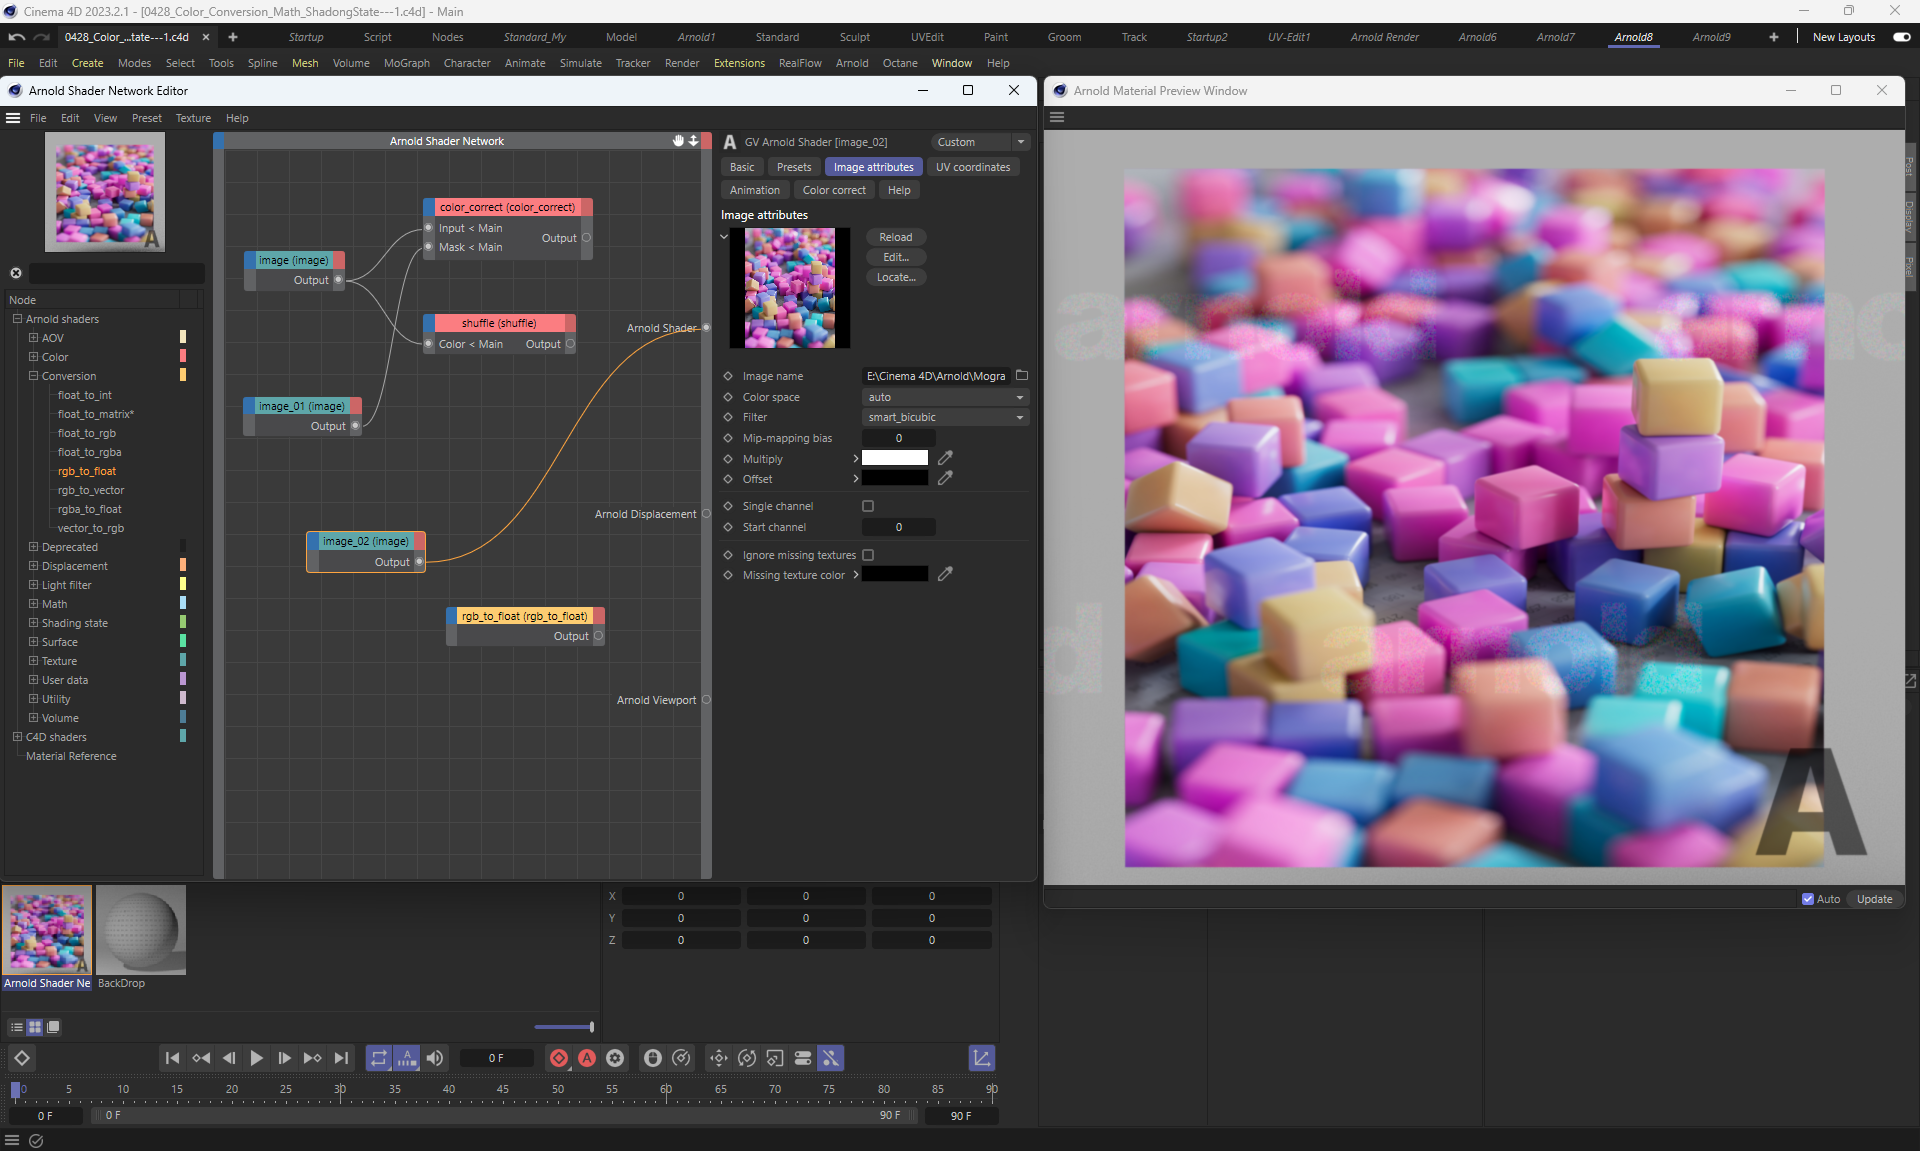 Cinema 4D 2023.2.1 - [0428_Color_Conversion_Math_ShadongState---1.c4d] - Main
0428_Color_...tate---1.c4d
Startup
Script
Nodes
Standard_My
Model
Arnold1
Standard
Sculpt
UVEdit
Paint
Groom
Track
Startup2
UV-Edit1
Arnold Render
Arnold6
Arnold7
Arnold8
Arnold9
New Layouts
File Edit Create Modes Select Tools Spline Mesh Volume MoGraph Character Animate Simulate Tracker Render Extensions RealFlow Arnold Octane Window Help
Arnold Shader Network Editor
File Edit View Preset Texture Help
Node
Arnold shaders
AOV
Color
Conversion
float_to_int
float_to_matrix*
float_to_rgb
float_to_rgba
rgb_to_float
rgb_to_vector
rgba_to_float
vector_to_rgb
Deprecated
Displacement
Light filter
Math
Shading state
Surface
Texture
User data
Utility
Volume
C4D shaders
Material Reference
Arnold Shader Network
color_correct (color_correct)
Input < Main
Output
Mask < Main
image (image)
Output
shuffle (shuffle)
Color < Main
Output
Arnold Shader
image_01 (image)
Output
Arnold Displacement
image_02 (image)
Output
rgb_to_float (rgb_to_float)
Output
Arnold Viewport
GV Arnold Shader [image_02]
Custom
Basic
Presets
Image attributes
UV coordinates
Animation
Color correct
Help
Image attributes
Reload
Edit...
Locate...
Image name
E:\Cinema 4D\Arnold\Mogra
Color space
auto
Filter
smart_bicubic
Mip-mapping bias
0
Multiply
Offset
Single channel
Start channel
0
Ignore missing textures
Missing texture color
Arnold Material Preview Window
Post
Display
Pixel
A
Auto
Update
Arnold Shader Ne
BackDrop
X 0 0 0
Y 0 0 0
Z 0 0 0
0 F
0 5 10 15 20 25 30 35 40 45 50 55 60 65 70 75 80 85 90
0 F
0 F
90 F
90 F